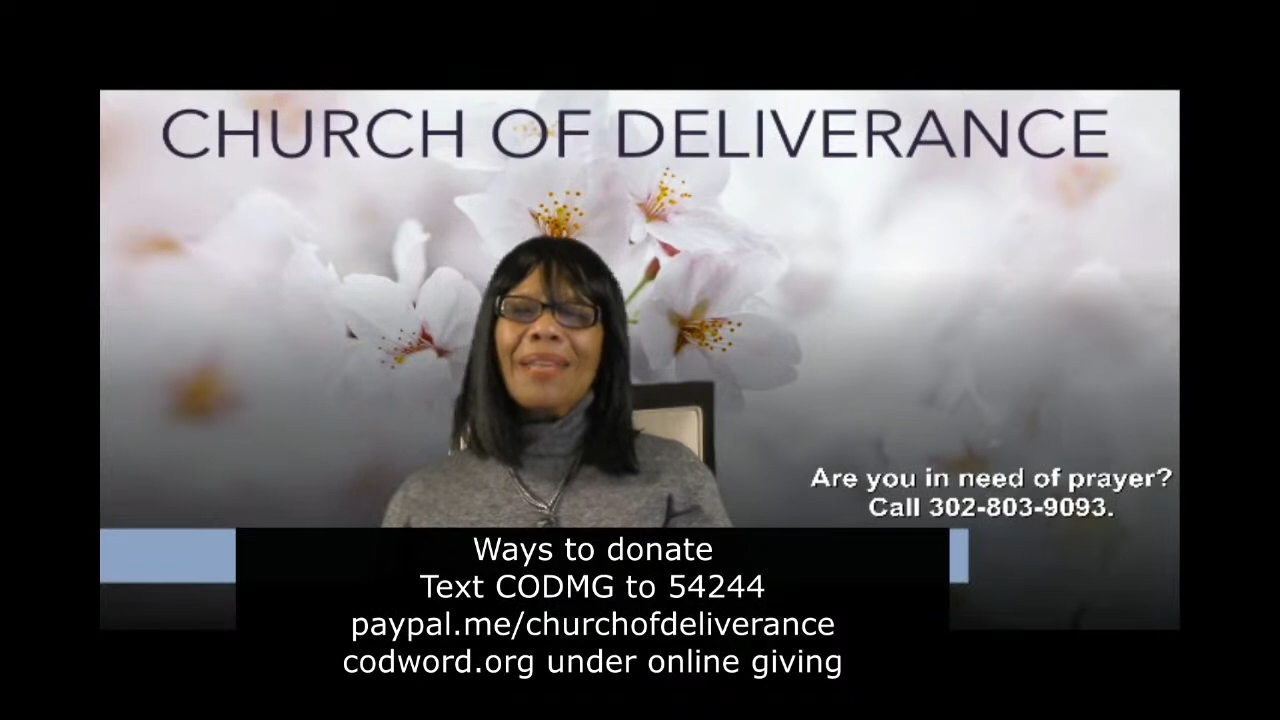 CHURCH OF DELIVERANCE
Are you in need of prayer?
Call 302-803-9093.
Ways to donate
Text CODMG to 54244
paypal.me/churchofdeliverance
codword.org under online giving